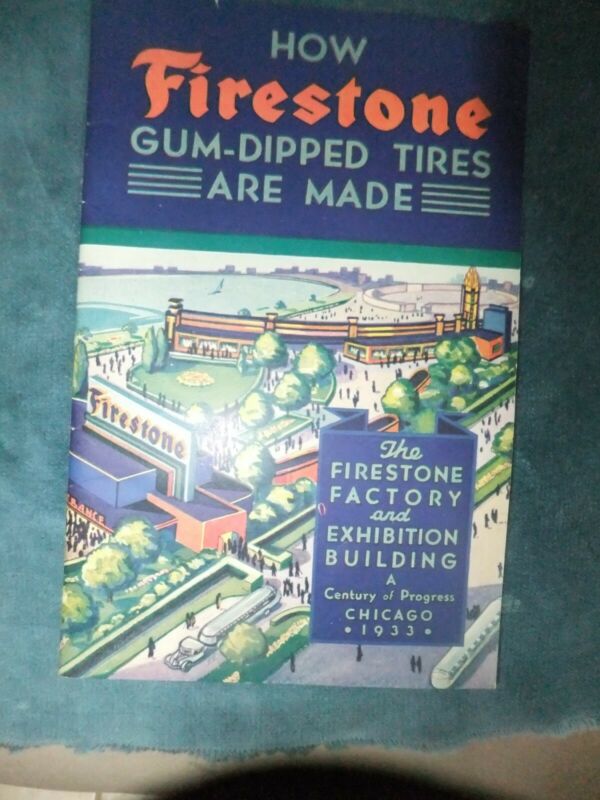 HOW
Firestone
GUM-DIPPED TIRES
ARE MADE
Firestone
The
FIRESTONE
FACTORY
and
EXHIBITION
BUILDING
A
Century of Progress
CHICAGO
• 1933 •